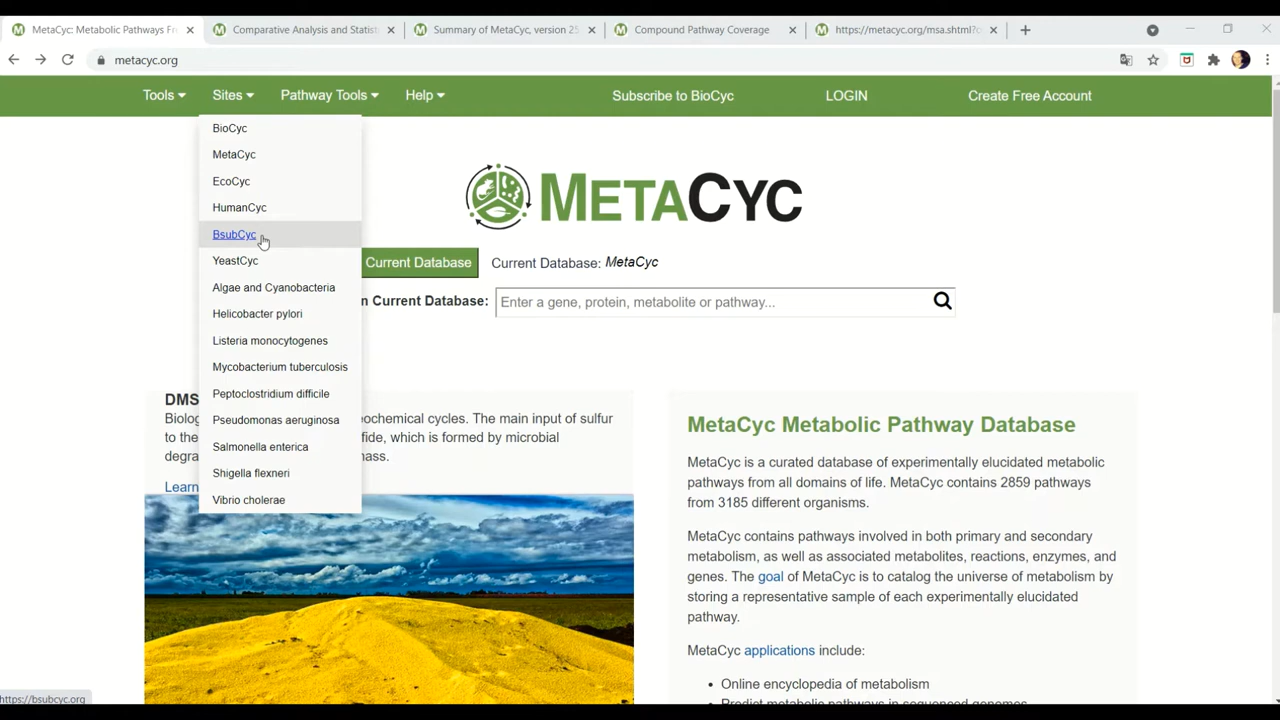 MetaCyc: Metabolic Pathways Fr
Comparative Analysis and Statist
Summary of MetaCyc, version 25
Compound Pathway Coverage
https://metacyc.org/msa.shtml?
metacyc.org
Tools
Sites
Pathway Tools
Help
Subscribe to BioCyc
LOGIN
Create Free Account
BioCyc
MetaCyc
EcoCyc
HumanCyc
BsubCyc
YeastCyc
Algae and Cyanobacteria
Helicobacter pylori
Listeria monocytogenes
Mycobacterium tuberculosis
Peptoclostridium difficile
Pseudomonas aeruginosa
Salmonella enterica
Shigella flexneri
Vibrio cholerae
METACYC
Current Database
Current Database: MetaCyc
n Current Database:
Enter a gene, protein, metabolite or pathway...
DMS
Biolog eochemical cycles. The main input of sulfur
to the fide, which is formed by microbial
degra mass.
Learn
MetaCyc Metabolic Pathway Database
MetaCyc is a curated database of experimentally elucidated metabolic
pathways from all domains of life. MetaCyc contains 2859 pathways
from 3185 different organisms.
MetaCyc contains pathways involved in both primary and secondary
metabolism, as well as associated metabolites, reactions, enzymes, and
genes. The goal of MetaCyc is to catalog the universe of metabolism by
storing a representative sample of each experimentally elucidated
pathway.
MetaCyc applications include:
• Online encyclopedia of metabolism
• Predict metabolic pathways in sequenced genomes
https://bsubcyc.org